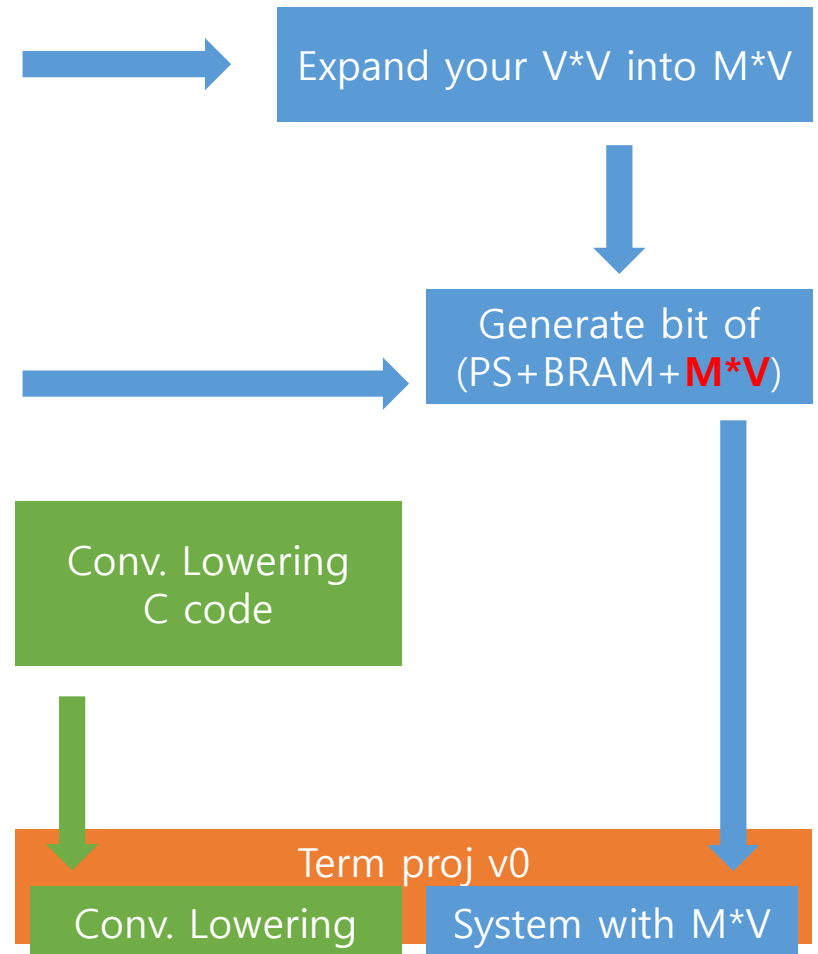 Expand your V*V into M*V
Generate bit of
(PS+BRAM+M*V)
Conv. Lowering
C code
Term proj v0
Conv. Lowering
System with M*V